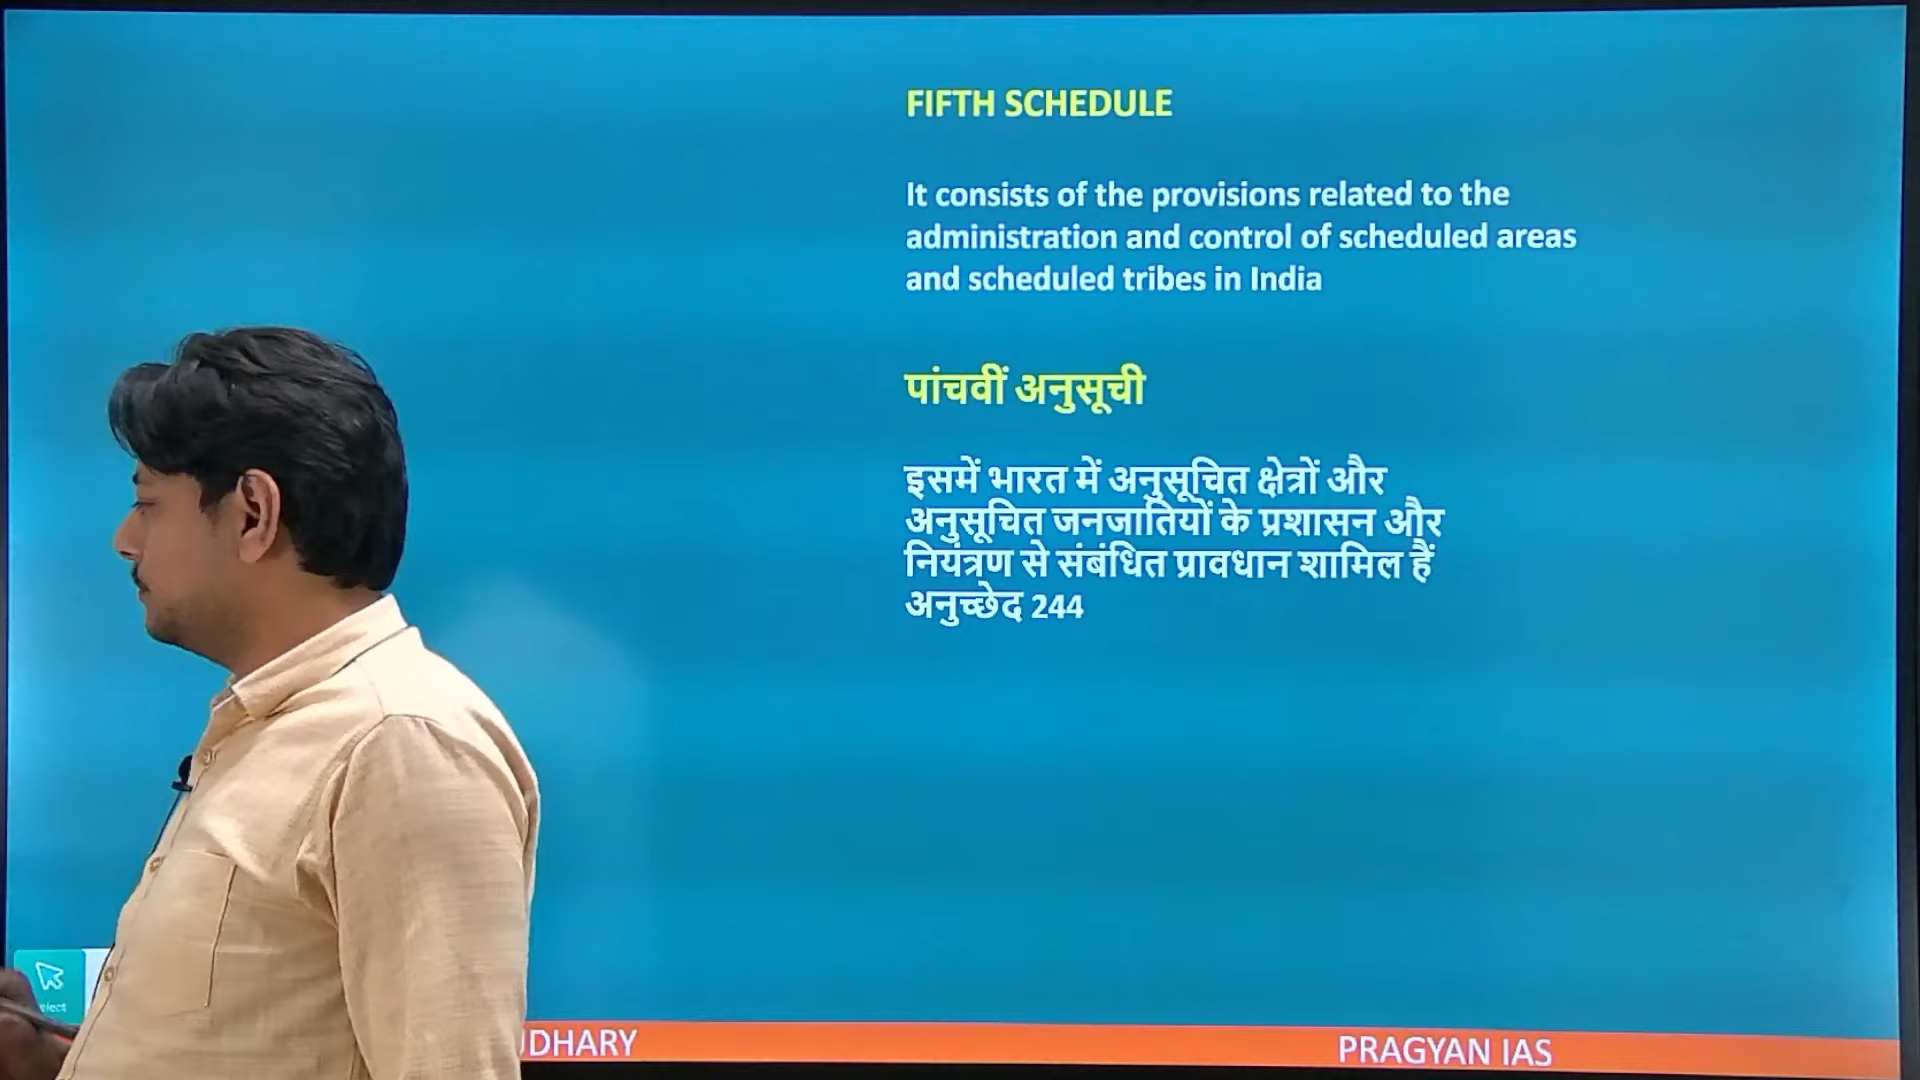 FIFTH SCHEDULE
It consists of the provisions related to the
administration and control of scheduled areas
and scheduled tribes in India
पांचवीं अनुसूची
इसमें भारत में अनुसूचित क्षेत्रों और
अनुसूचित जनजातियों के प्रशासन और
नियंत्रण से संबंधित प्रावधान शामिल हैं
अनुच्छेद 244
PRAGYAN IAS